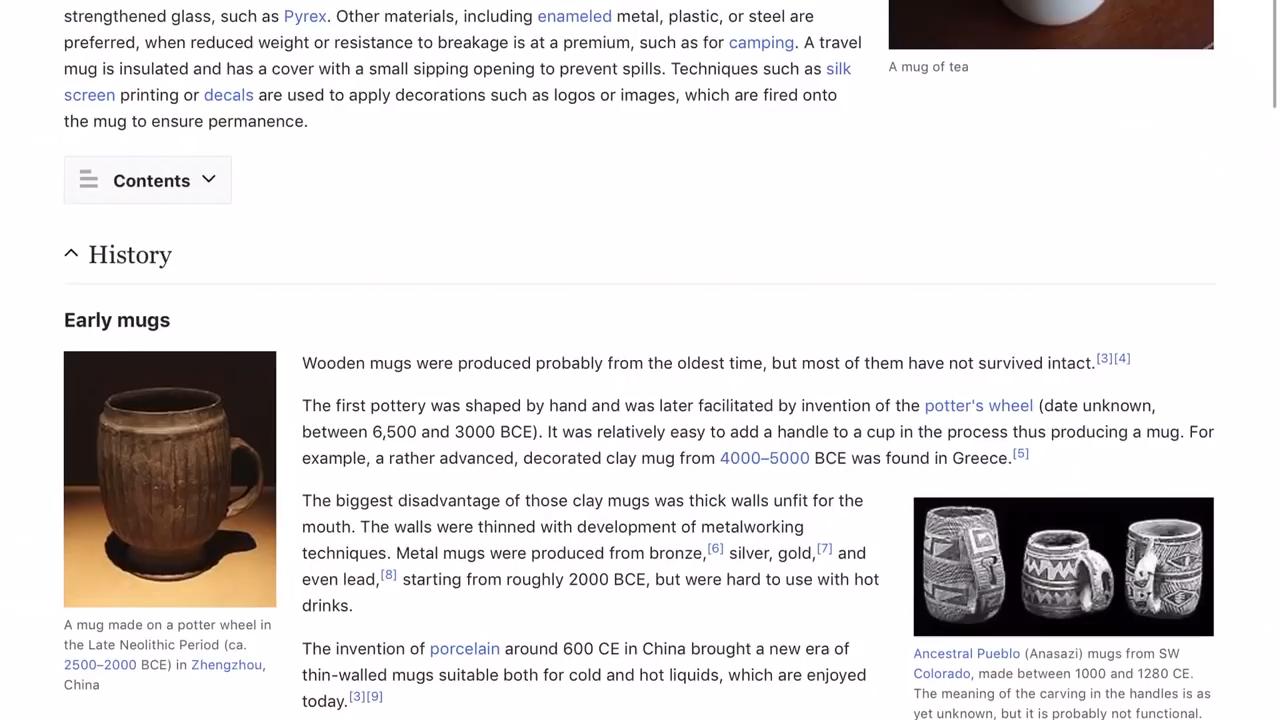 strengthened glass, such as Pyrex. Other materials, including enameled metal, plastic, or steel are
preferred, when reduced weight or resistance to breakage is at a premium, such as for camping. A travel
mug is insulated and has a cover with a small sipping opening to prevent spills. Techniques such as silk
screen printing or decals are used to apply decorations such as logos or images, which are fired onto
the mug to ensure permanence.
A mug of tea
Contents
History
Early mugs
Wooden mugs were produced probably from the oldest time, but most of them have not survived intact.[3][4]
The first pottery was shaped by hand and was later facilitated by invention of the potter's wheel (date unknown,
between 6,500 and 3000 BCE). It was relatively easy to add a handle to a cup in the process thus producing a mug. For
example, a rather advanced, decorated clay mug from 4000–5000 BCE was found in Greece.[5]
The biggest disadvantage of those clay mugs was thick walls unfit for the
mouth. The walls were thinned with development of metalworking
techniques. Metal mugs were produced from bronze,[6] silver, gold,[7] and
even lead,[8] starting from roughly 2000 BCE, but were hard to use with hot
drinks.
The invention of porcelain around 600 CE in China brought a new era of
thin-walled mugs suitable both for cold and hot liquids, which are enjoyed
today.[3][9]
A mug made on a potter wheel in
the Late Neolithic Period (ca.
2500–2000 BCE) in Zhengzhou,
China
Ancestral Pueblo (Anasazi) mugs from SW
Colorado, made between 1000 and 1280 CE.
The meaning of the carving in the handles is as
yet unknown, but it is probably not functional.